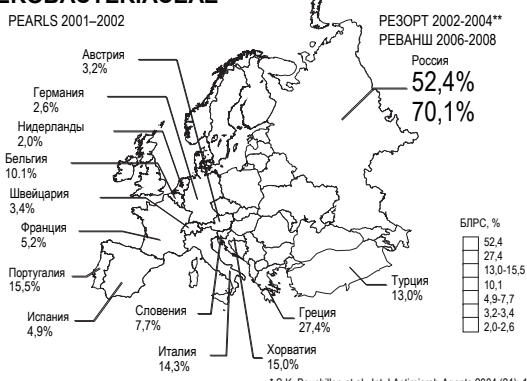 PEARLS 2001–2002
РЕЗОРТ 2002-2004**
РЕВАНШ 2006-2008
Австрия
3,2%
Россия
52,4%
70,1%
Германия
2,6%
Нидерланды
2,0%
Бельгия
10.1%
Швейцария
3,4%
Франция
5,2%
Португалия
15,5%
Испания
4,9%
Словения
7,7%
Италия
14,3%
Хорватия
15,0%
Греция
27,4%
Турция
13,0%
БЛРС, %
52,4
27,4
13,0-15,5
10,1
4,9-7,7
3,2-3,4
2,0-2,6